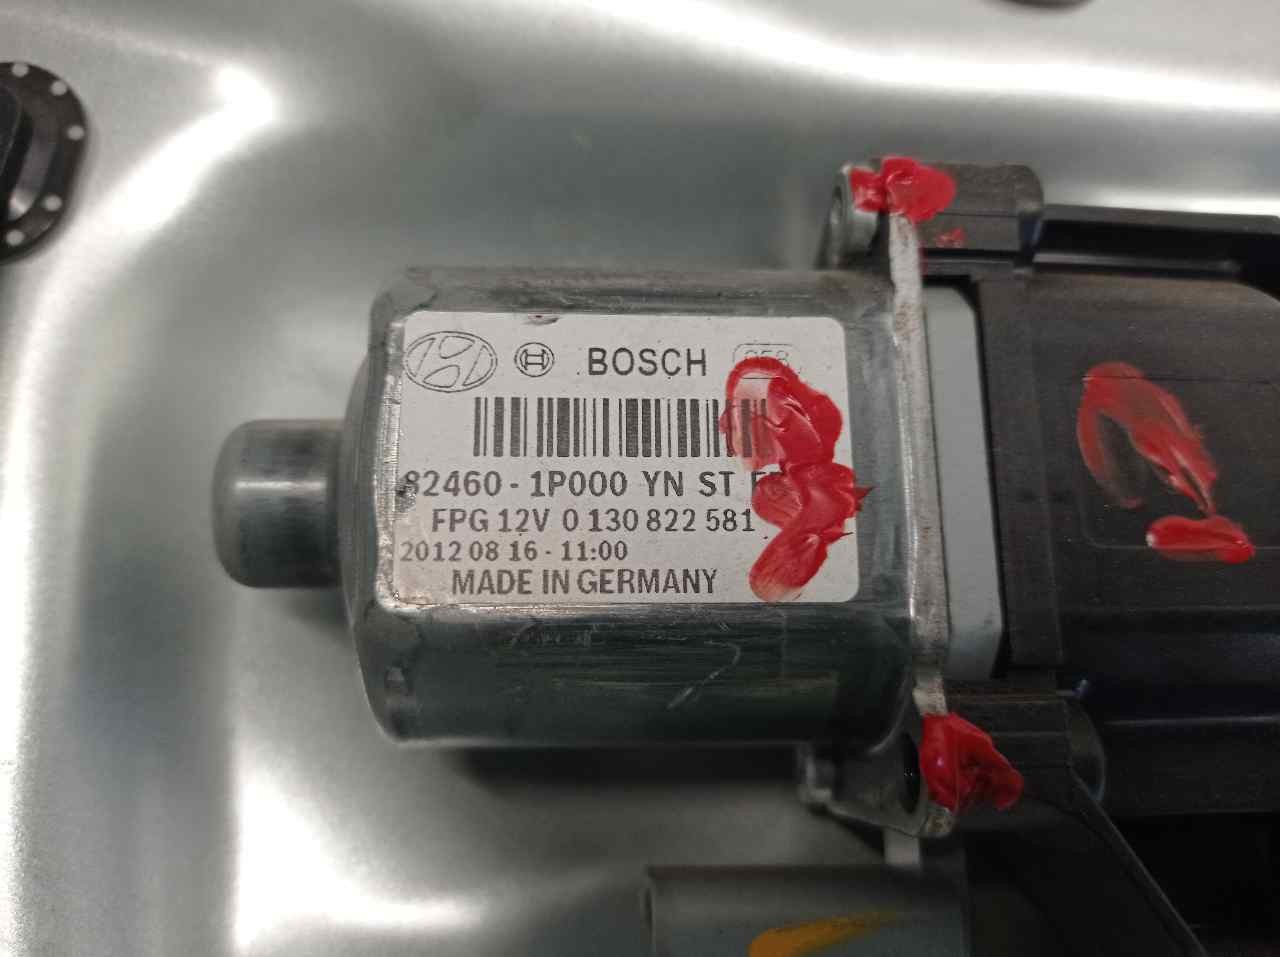 BOSCH
82460 - 1P000 YN ST
FPG 12V 0 130 822 581
2012 08 16 - 11:00
MADE IN GERMANY